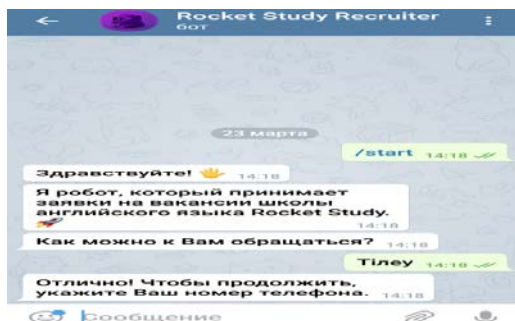 Rocket Study Recruiter
бот
23 марта
/start 14:18
Здравствуйте! 👋 14:18
Я робот, который принимает
заявки на вакансии школы
английского языка Rocket Study.
🚀 14:18
Как можно к Вам обращаться? 14:18
Тілеу 14:18
Отлично! Чтобы продолжить,
укажите Ваш номер телефона. 14:18
Сообщение